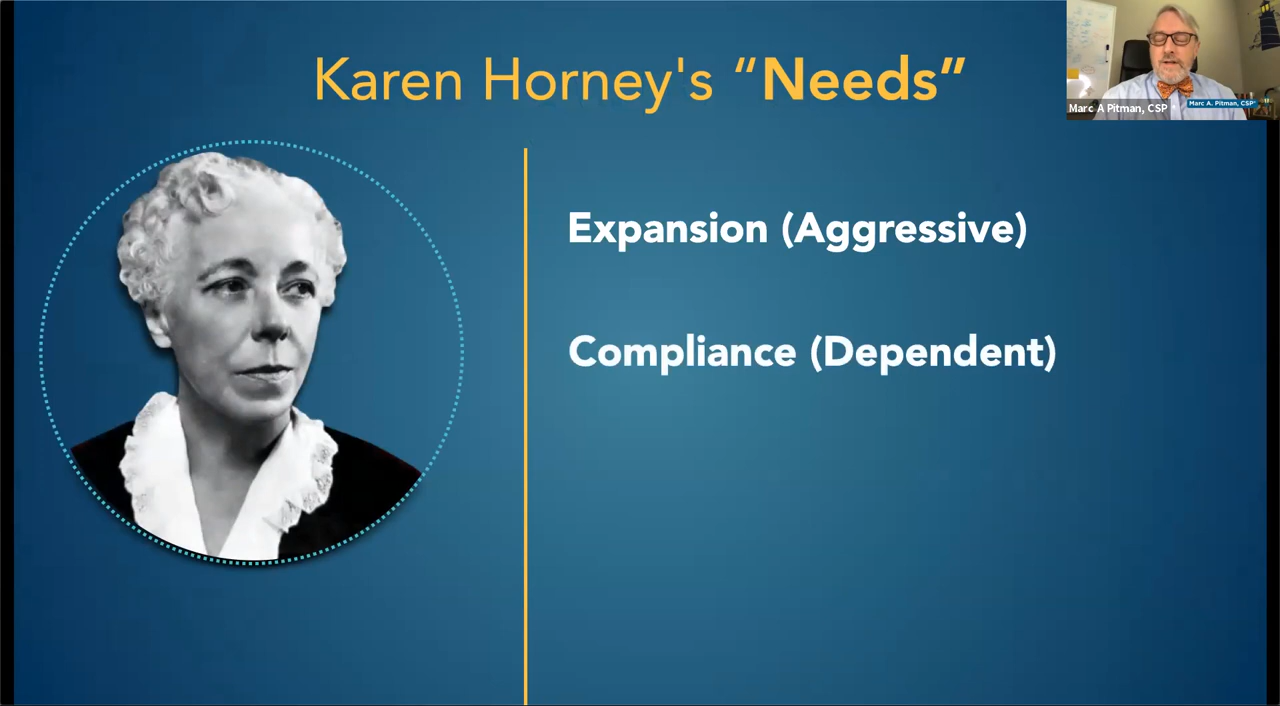 Karen Horney's “Needs”
Marc A Pitman, CSP
Marc A. Pitman, CSP
Expansion (Aggressive)
Compliance (Dependent)